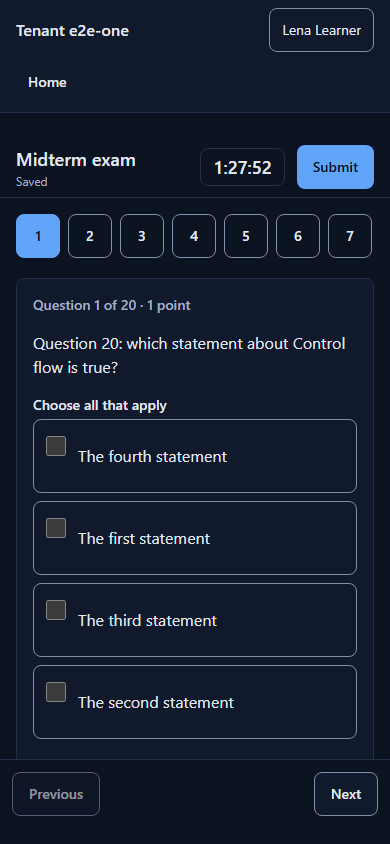 Tenant e2e-one
Lena Learner
Home
Midterm exam
Saved
1:27:52
Submit
1 2 3 4 5 6 7
Question 1 of 20 · 1 point
Question 20: which statement about Control
flow is true?
Choose all that apply
The fourth statement
The first statement
The third statement
The second statement
Previous
Next